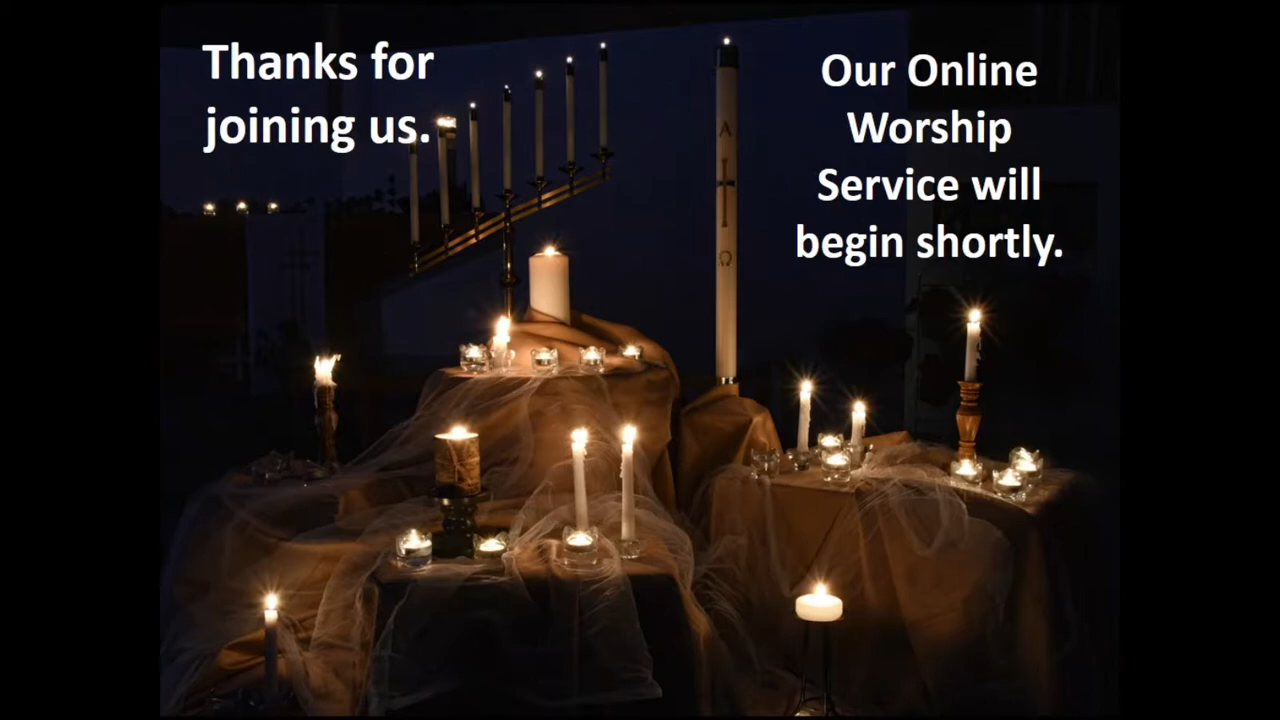 Thanks for
joining us.
Our Online
Worship
Service will
begin shortly.
Α
Ω